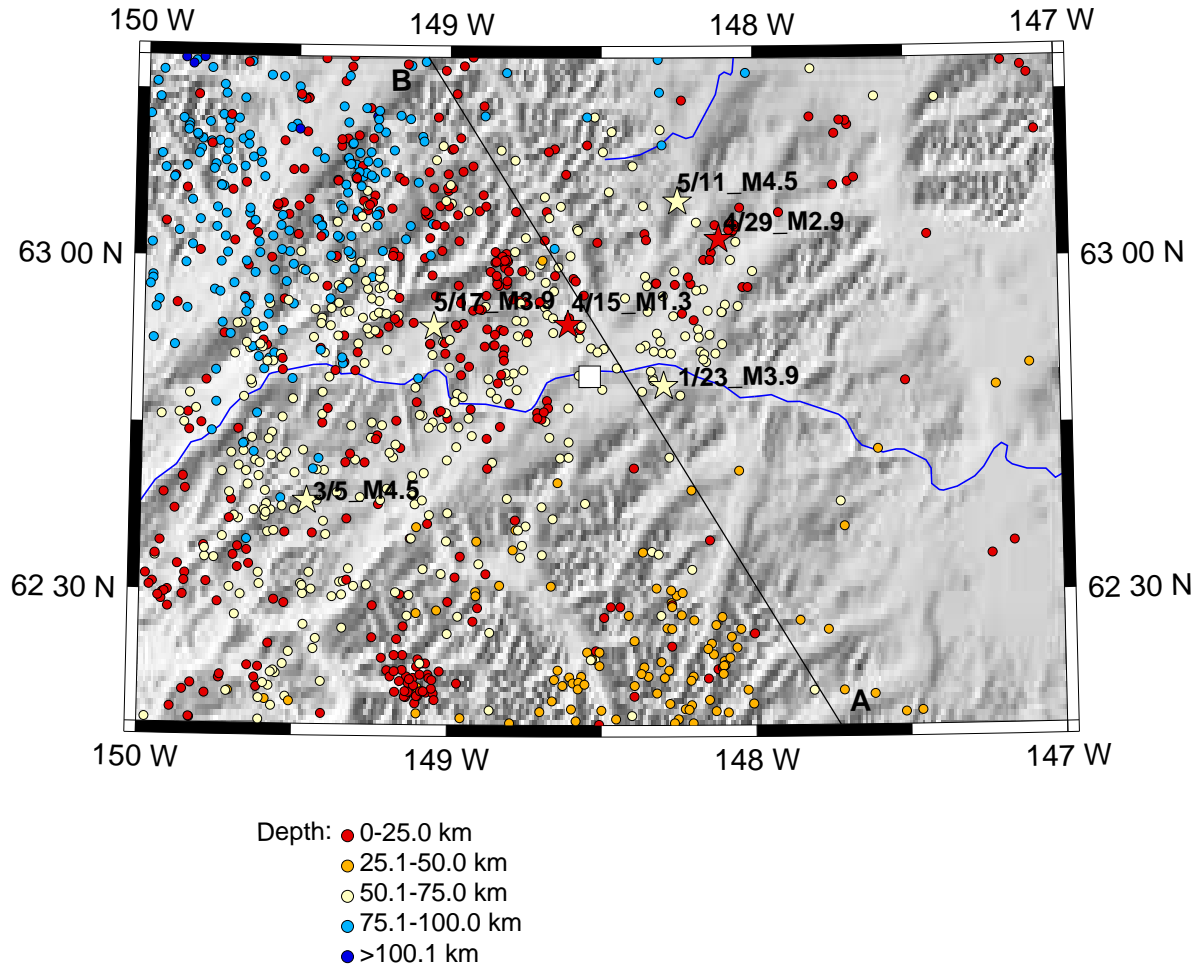 150 W 149 W 148 W 147 W
B
5/11_M4.5
4/29_M2.9
63 00 N 63 00 N
5/17_M3.9 4/15_M1.3
1/23_M3.9
3/5_M4.5
62 30 N 62 30 N
A
150 W 149 W 148 W 147 W
Depth: 0-25.0 km
25.1-50.0 km
50.1-75.0 km
75.1-100.0 km
>100.1 km